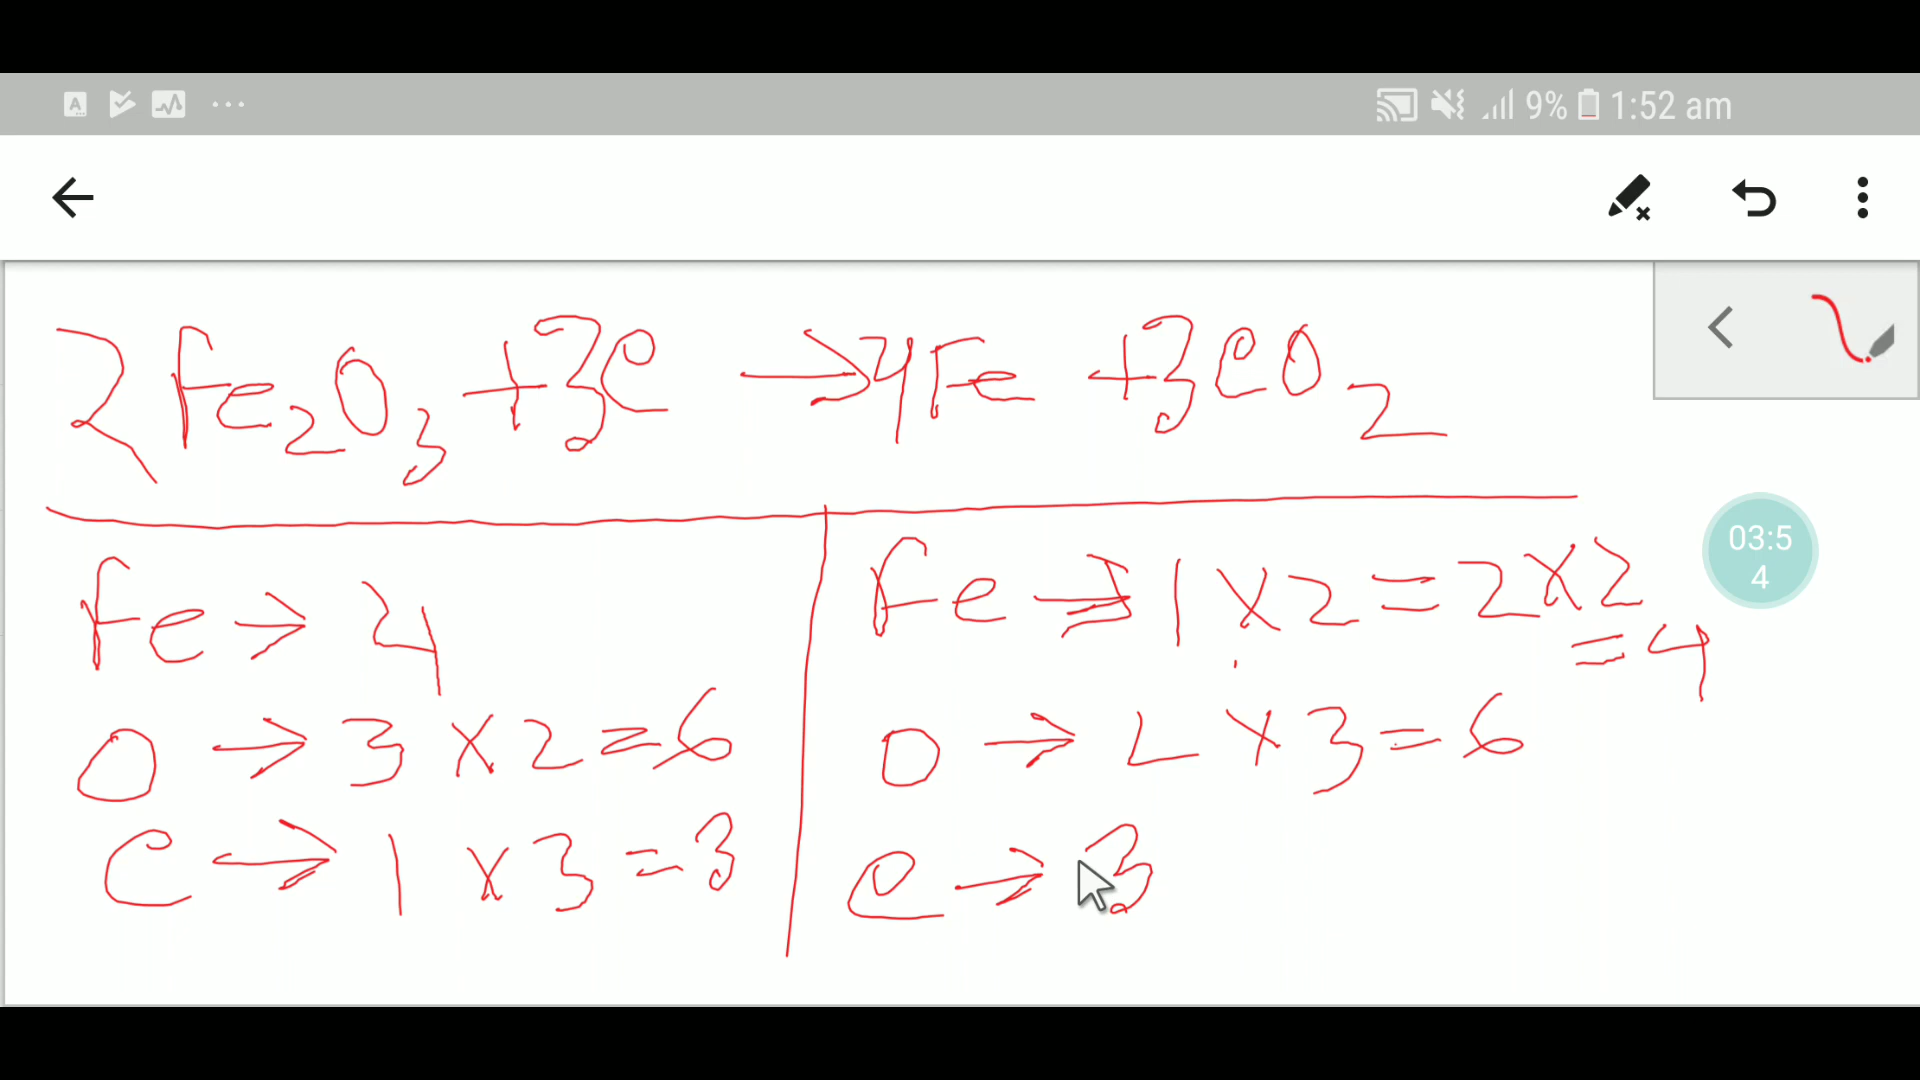 9% 1:52 am
2Fe2O3 +3C → 4Fe +3CO2
03:5
4
Fe → 4
O → 3 × 2 = 6
C → 1 × 3 = 3
Fe → 1 × 2 = 2 × 2
= 4
O → 2 × 3 = 6
C → 3